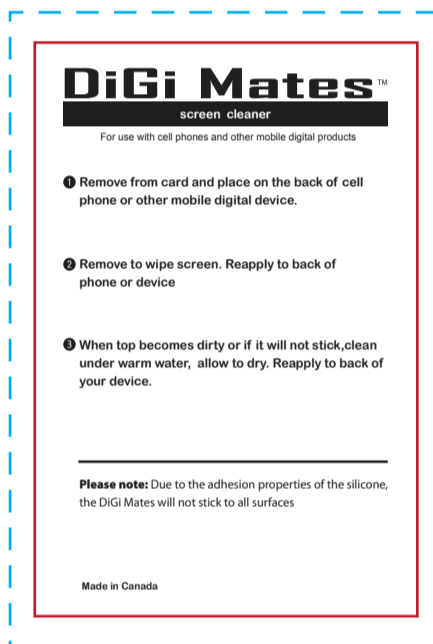 DiGi Mates™
screen cleaner
For use with cell phones and other mobile digital products
❶ Remove from card and place on the back of cell
phone or other mobile digital device.
❷ Remove to wipe screen. Reapply to back of
phone or device
❸ When top becomes dirty or if it will not stick,clean
under warm water, allow to dry. Reapply to back of
your device.
Please note: Due to the adhesion properties of the silicone,
the DiGi Mates will not stick to all surfaces
Made in Canada